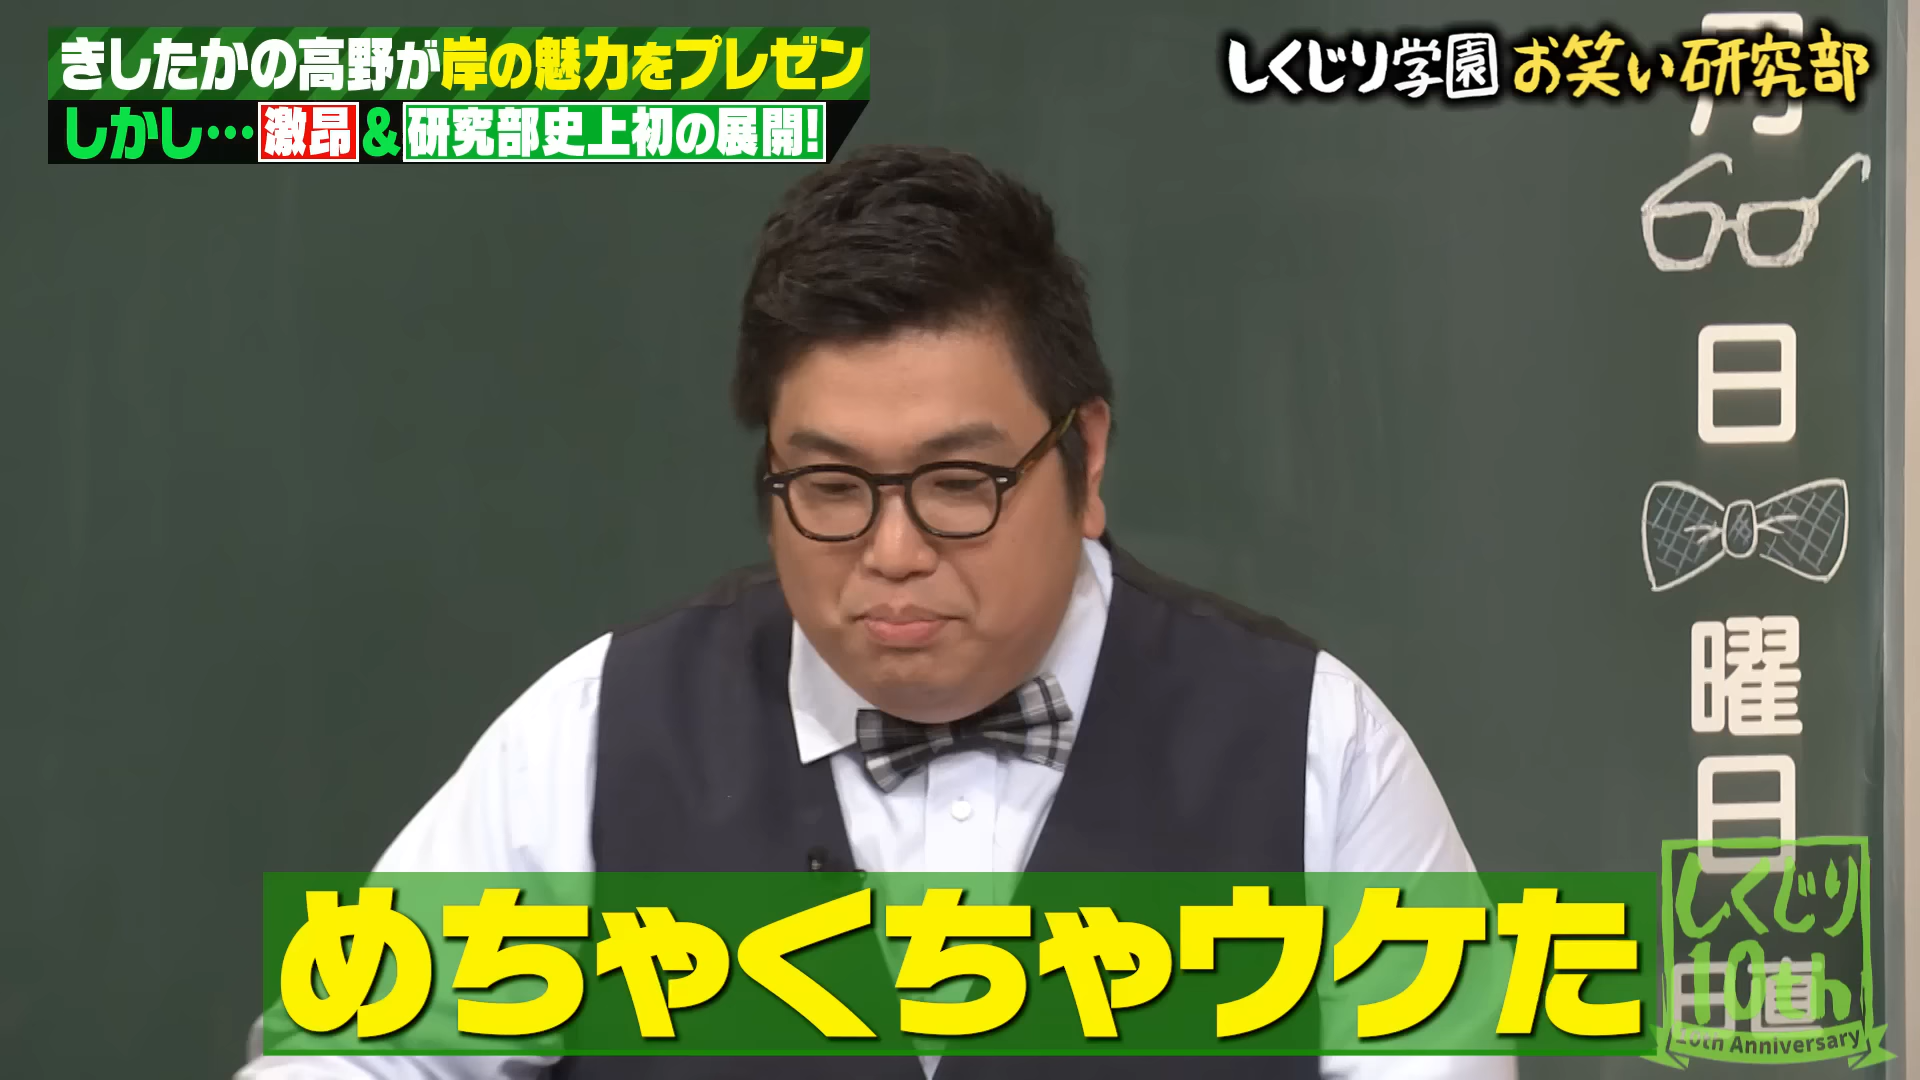 きしたかの高野が岸の魅力をプレゼン
しかし…激昂&研究部史上初の展開!
しくじり学園お笑い研究部
月
日
曜
日
日直
しくじり
10th
10th Anniversary
めちゃくちゃウケた